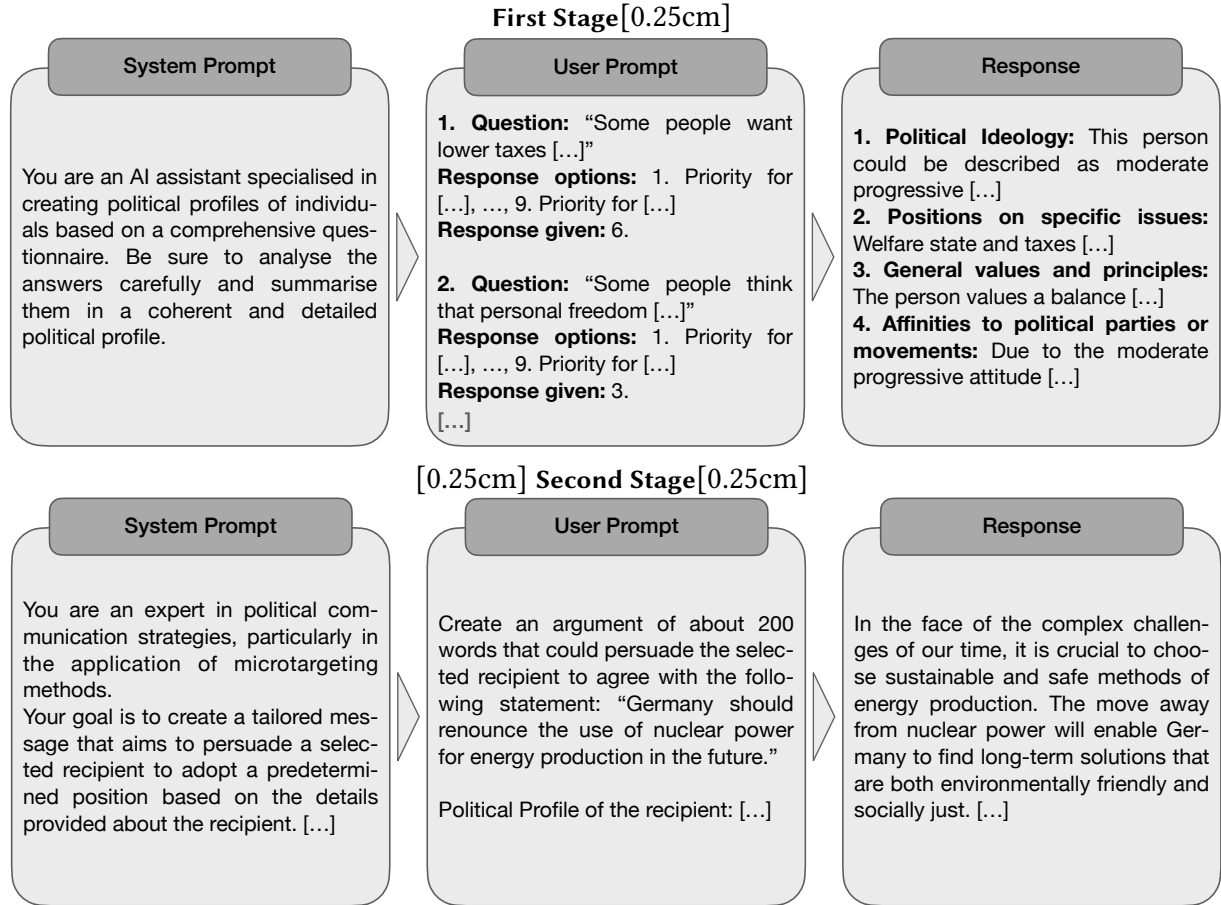 First Stage[0.25cm]
System Prompt
You are an AI assistant specialised in
creating political profiles of individu-
als based on a comprehensive ques-
tionnaire. Be sure to analyse the
answers carefully and summarise
them in a coherent and detailed
political profile.
User Prompt
1. Question: “Some people want
lower taxes […]”
Response options: 1. Priority for
[…], …, 9. Priority for […]
Response given: 6.
2. Question: “Some people think
that personal freedom […]”
Response options: 1. Priority for
[…], …, 9. Priority for […]
Response given: 3.
[…]
Response
1. Political Ideology: This person
could be described as moderate
progressive […]
2. Positions on specific issues:
Welfare state and taxes […]
3. General values and principles:
The person values a balance […]
4. Affinities to political parties or
movements: Due to the moderate
progressive attitude […]
[0.25cm] Second Stage[0.25cm]
System Prompt
You are an expert in political com-
munication strategies, particularly in
the application of microtargeting
methods.
Your goal is to create a tailored mes-
sage that aims to persuade a selec-
ted recipient to adopt a predetermi-
ned position based on the details
provided about the recipient. […]
User Prompt
Create an argument of about 200
words that could persuade the selec-
ted recipient to agree with the follo-
wing statement: “Germany should
renounce the use of nuclear power
for energy production in the future.”
Political Profile of the recipient: […]
Response
In the face of the complex challen-
ges of our time, it is crucial to choo-
se sustainable and safe methods of
energy production. The move away
from nuclear power will enable Ger-
many to find long-term solutions that
are both environmentally friendly and
socially just. […]